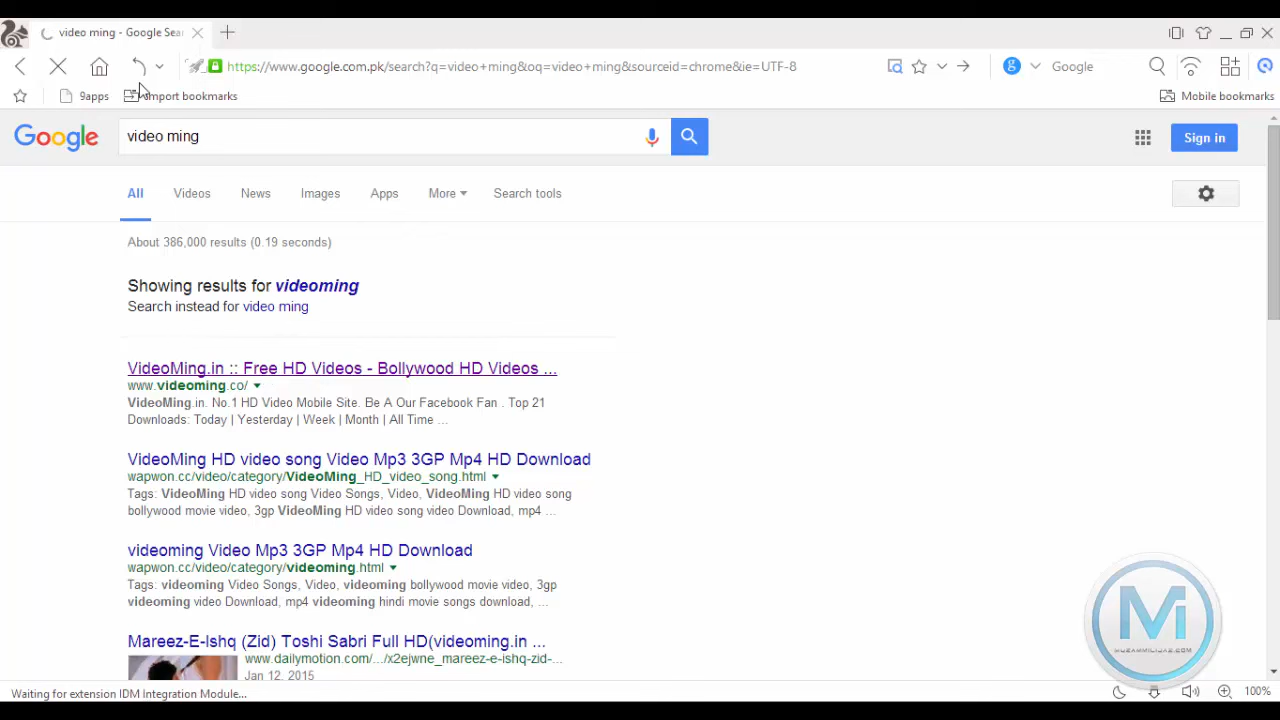 video ming - Google Sear
https://www.google.com.pk/search?q=video+ming&oq=video+ming&sourceid=chrome&ie=UTF-8
Google
9apps
Import bookmarks
Mobile bookmarks
Google
video ming
Sign in
All Videos News Images Apps More Search tools
About 386,000 results (0.19 seconds)
Showing results for videoming
Search instead for video ming
VideoMing.in :: Free HD Videos - Bollywood HD Videos ...
www.videoming.co/
VideoMing.in. No.1 HD Video Mobile Site. Be A Our Facebook Fan . Top 21
Downloads: Today | Yesterday | Week | Month | All Time ...
VideoMing HD video song Video Mp3 3GP Mp4 HD Download
wapwon.cc/video/category/VideoMing_HD_video_song.html
Tags: VideoMing HD video song Video Songs, Video, VideoMing HD video song
bollywood movie video, 3gp VideoMing HD video song video Download, mp4 ...
videoming Video Mp3 3GP Mp4 HD Download
wapwon.cc/video/category/videoming.html
Tags: videoming Video Songs, Video, videoming bollywood movie video, 3gp
videoming video Download, mp4 videoming hindi movie songs download, ...
Mareez-E-Ishq (Zid) Toshi Sabri Full HD(videoming.in ...
www.dailymotion.com/.../x2ejwne_mareez-e-ishq-zid-...
Jan 12, 2015
Mi
Waiting for extension IDM Integration Module...
100%